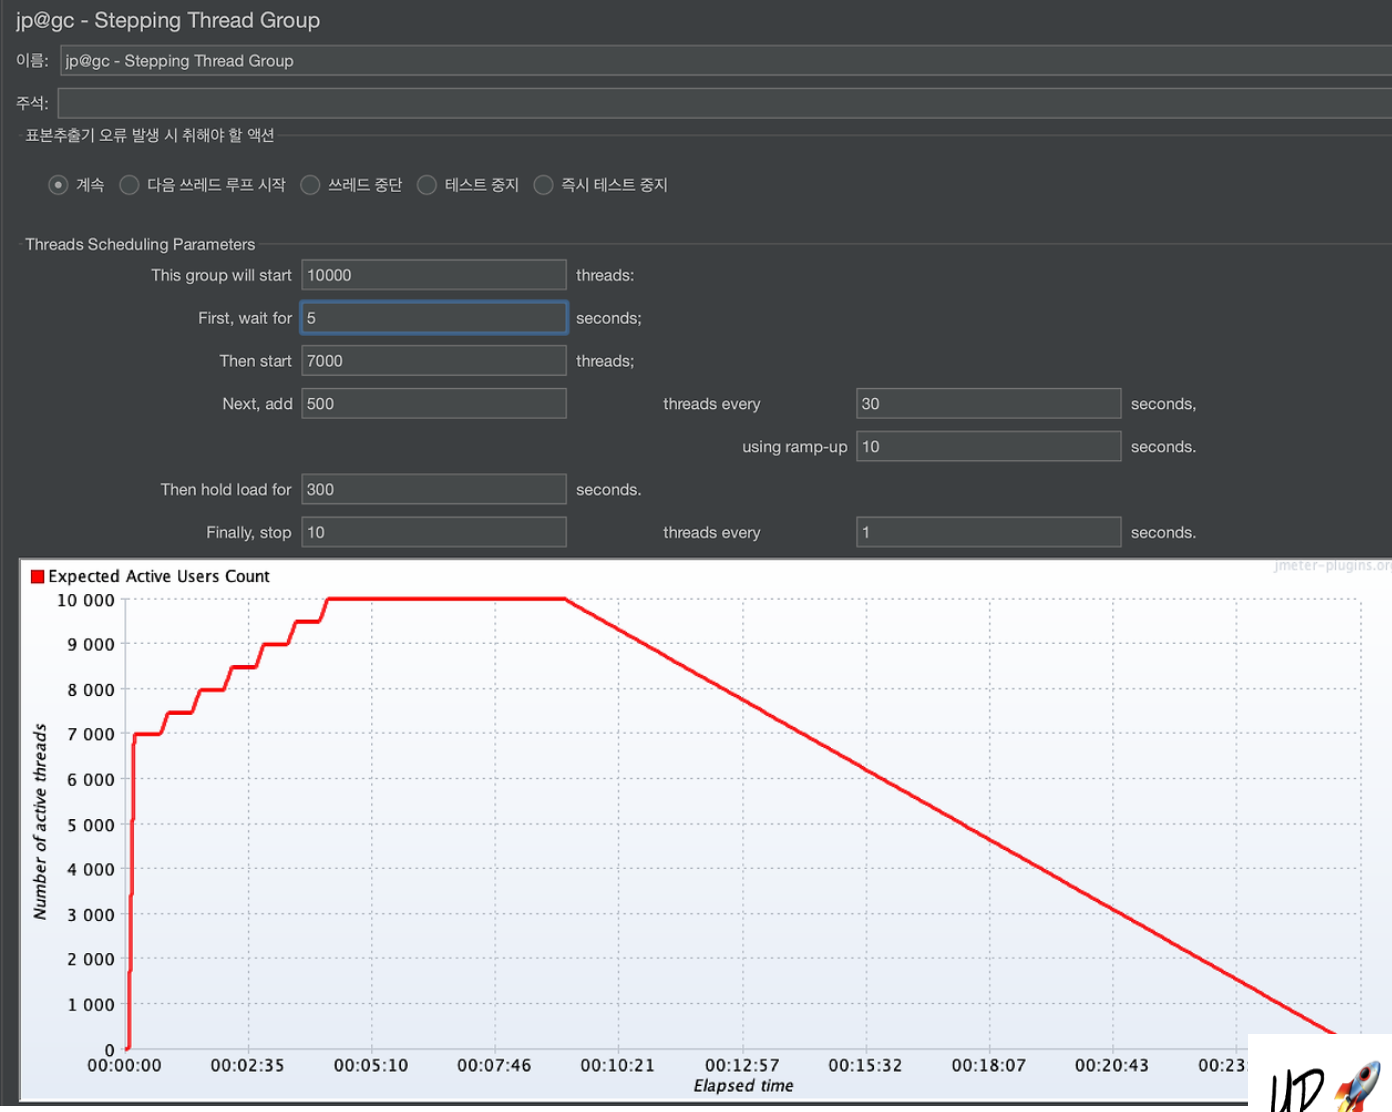 jp@gc - Stepping Thread Group
이름: jp@gc - Stepping Thread Group
주석:
표본추출기 오류 발생 시 취해야 할 액션
계속 다음 쓰레드 루프 시작 쓰레드 중단 테스트 중지 즉시 테스트 중지
Threads Scheduling Parameters
This group will start 10000 threads:
First, wait for 5 seconds;
Then start 7000 threads;
Next, add 500 threads every 30 seconds,
using ramp-up 10 seconds.
Then hold load for 300 seconds.
Finally, stop 10 threads every 1 seconds.
jmeter-plugins.org
Expected Active Users Count
10 000
9 000
8 000
7 000
6 000
5 000
4 000
3 000
2 000
1 000
0
Number of active threads
00:00:00 00:02:35 00:05:10 00:07:46 00:10:21 00:12:57 00:15:32 00:18:07 00:20:43 00:23:
Elapsed time
UP